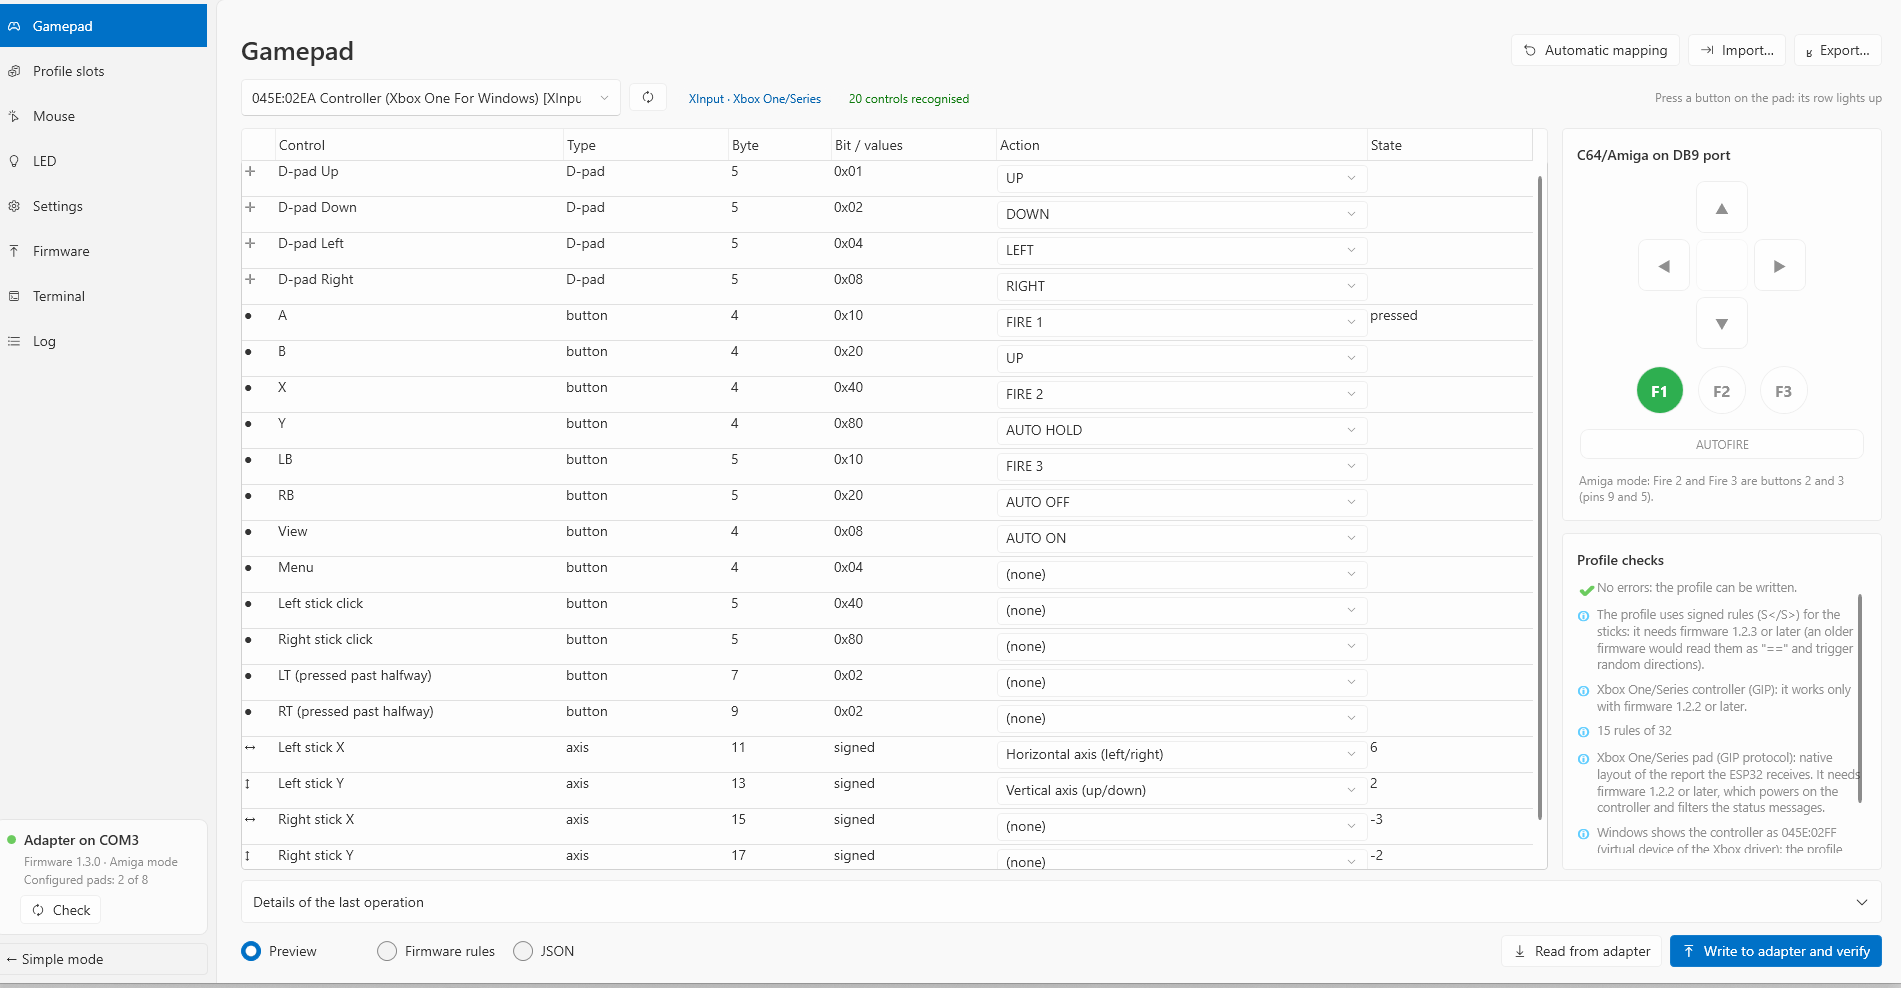 Gamepad
Profile slots
Mouse
LED
Settings
Firmware
Terminal
Log
Adapter on COM3
Firmware 1.3.0 · Amiga mode
Configured pads: 2 of 8
Check
← Simple mode
Gamepad
Automatic mapping
Import...
Export...
045E:02EA Controller (Xbox One For Windows) [XInpu
XInput · Xbox One/Series
20 controls recognised
Press a button on the pad: its row lights up
Control Type Byte Bit / values Action State
D-pad Up D-pad 5 0x01 UP
D-pad Down D-pad 5 0x02 DOWN
D-pad Left D-pad 5 0x04 LEFT
D-pad Right D-pad 5 0x08 RIGHT
A button 4 0x10 FIRE 1 pressed
B button 4 0x20 UP
X button 4 0x40 FIRE 2
Y button 4 0x80 AUTO HOLD
LB button 5 0x10 FIRE 3
RB button 5 0x20 AUTO OFF
View button 4 0x08 AUTO ON
Menu button 4 0x04 (none)
Left stick click button 5 0x40 (none)
Right stick click button 5 0x80 (none)
LT (pressed past halfway) button 7 0x02 (none)
RT (pressed past halfway) button 9 0x02 (none)
Left stick X axis 11 signed Horizontal axis (left/right) 6
Left stick Y axis 13 signed Vertical axis (up/down) 2
Right stick X axis 15 signed (none) -3
Right stick Y axis 17 signed (none) -2
C64/Amiga on DB9 port
F1 F2 F3
AUTOFIRE
Amiga mode: Fire 2 and Fire 3 are buttons 2 and 3
(pins 9 and 5).
Profile checks
No errors: the profile can be written.
The profile uses signed rules (S</S>) for the
sticks: it needs firmware 1.2.3 or later (an older
firmware would read them as "==" and trigger
random directions).
Xbox One/Series controller (GIP): it works only
with firmware 1.2.2 or later.
15 rules of 32
Xbox One/Series pad (GIP protocol): native
layout of the report the ESP32 receives. It needs
firmware 1.2.2 or later, which powers on the
controller and filters the status messages.
Windows shows the controller as 045E:02FF
(virtual device of the Xbox driver): the profile
Details of the last operation
Preview
Firmware rules
JSON
Read from adapter
Write to adapter and verify